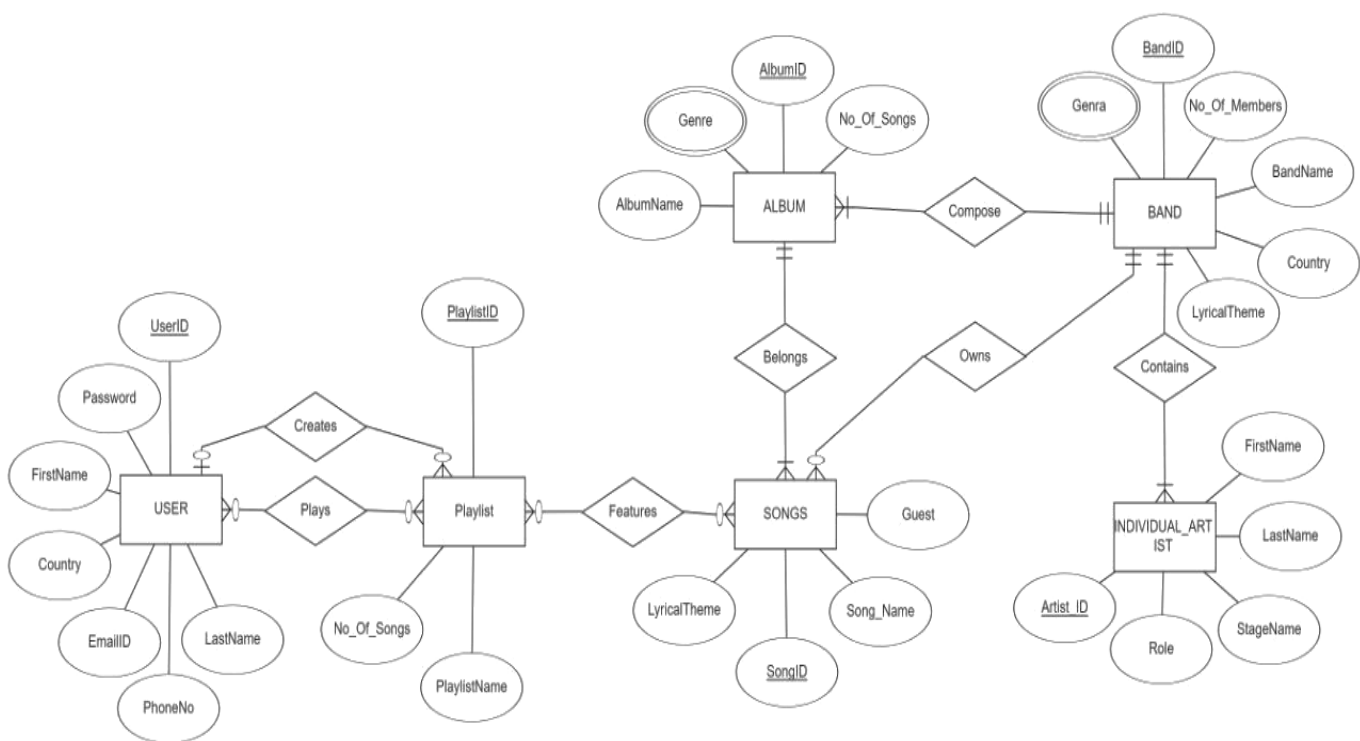 BandID
AlbumID
Genre
No_Of_Songs
Genra
No_Of_Members
BandName
AlbumName
ALBUM
Compose
BAND
Country
LyricalTheme
UserID
PlaylistID
Belongs
Owns
Contains
Password
Creates
FirstName
FirstName
USER
Plays
Playlist
Features
SONGS
Guest
INDIVIDUAL_ART
IST
LastName
Country
LyricalTheme
Song_Name
Artist_ID
StageName
EmailID
LastName
No_Of_Songs
Role
SongID
PlaylistName
PhoneNo